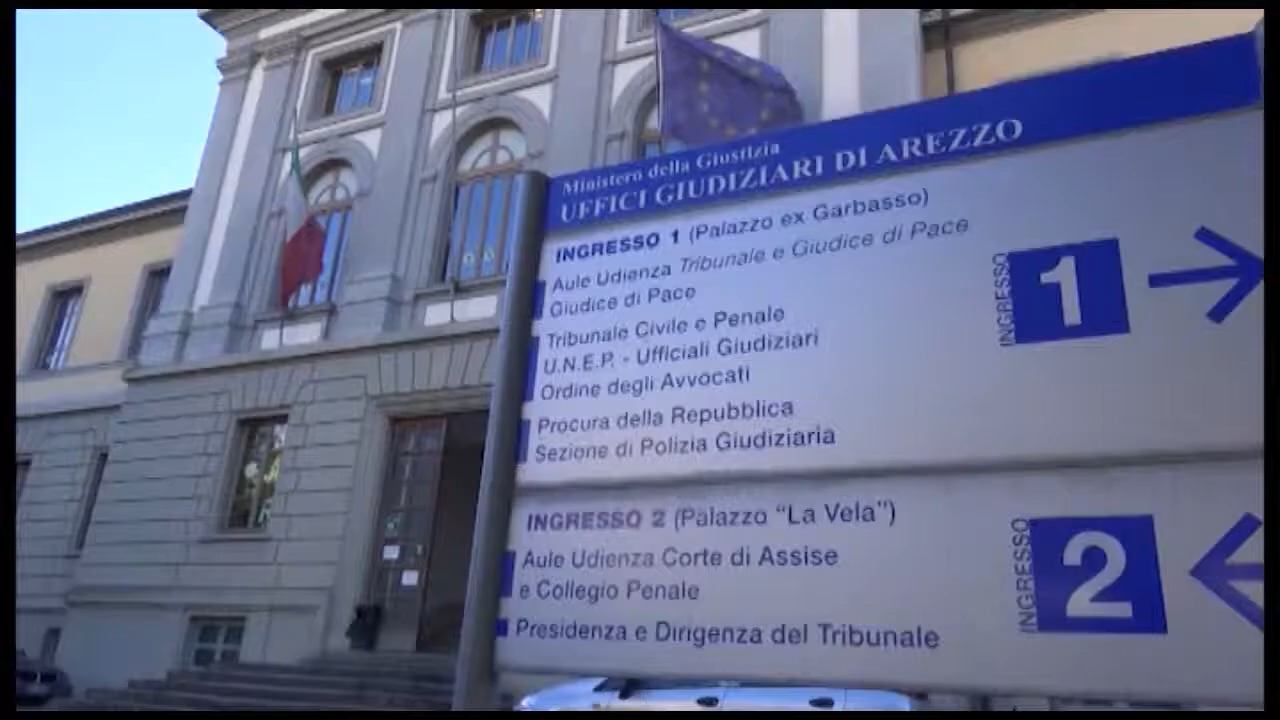 Ministero della Giustizia
UFFICI GIUDIZIARI DI AREZZO
INGRESSO 1 (Palazzo ex Garbasso)
Aule Udienza Tribunale e Giudice di Pace
Giudice di Pace
Tribunale Civile e Penale
U.N.E.P. - Ufficiali Giudiziari
Ordine degli Avvocati
Procura della Repubblica
Sezione di Polizia Giudiziaria
INGRESSO
1
INGRESSO 2 (Palazzo "La Vela")
Aule Udienza Corte di Assise
e Collegio Penale
Presidenza e Dirigenza del Tribunale
INGRESSO
2